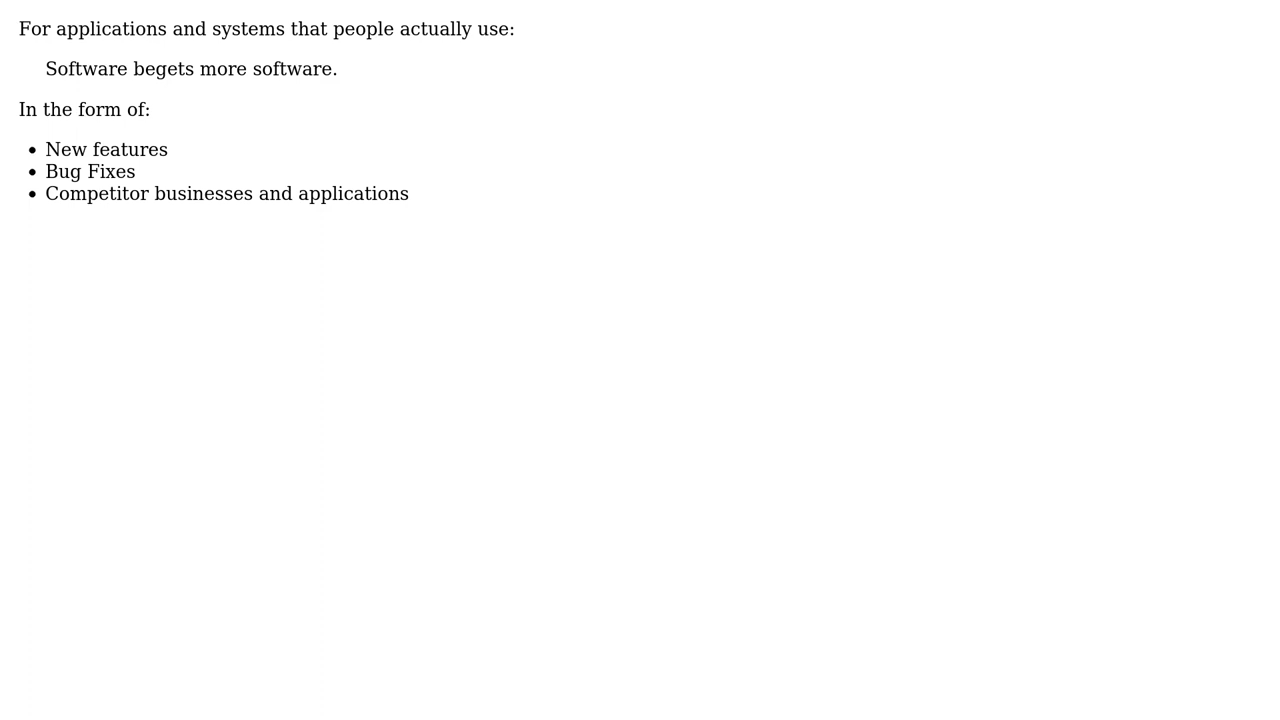 For applications and systems that people actually use:
Software begets more software.
In the form of:
• New features
• Bug Fixes
• Competitor businesses and applications